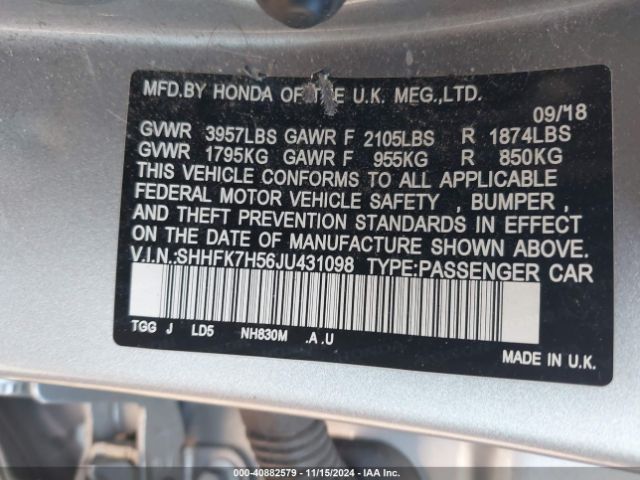 MFD.BY HONDA OF THE U.K. MFG.,LTD.
09/'18
GVWR 3957LBS GAWR F 2105LBS R 1874LBS
GVWR 1795KG GAWR F 955KG R 850KG
THIS VEHICLE CONFORMS TO ALL APPLICABLE
FEDERAL MOTOR VEHICLE SAFETY , BUMPER ,
AND THEFT PREVENTION STANDARDS IN EFFECT
ON THE DATE OF MANUFACTURE SHOWN ABOVE.
V.I.N.:SHHFK7H56JU431098 TYPE:PASSENGER CAR
TGG J LD5 NH830M .A .U
MADE IN U.K.
000-40882579 - 11/15/2024 - IAA Inc.